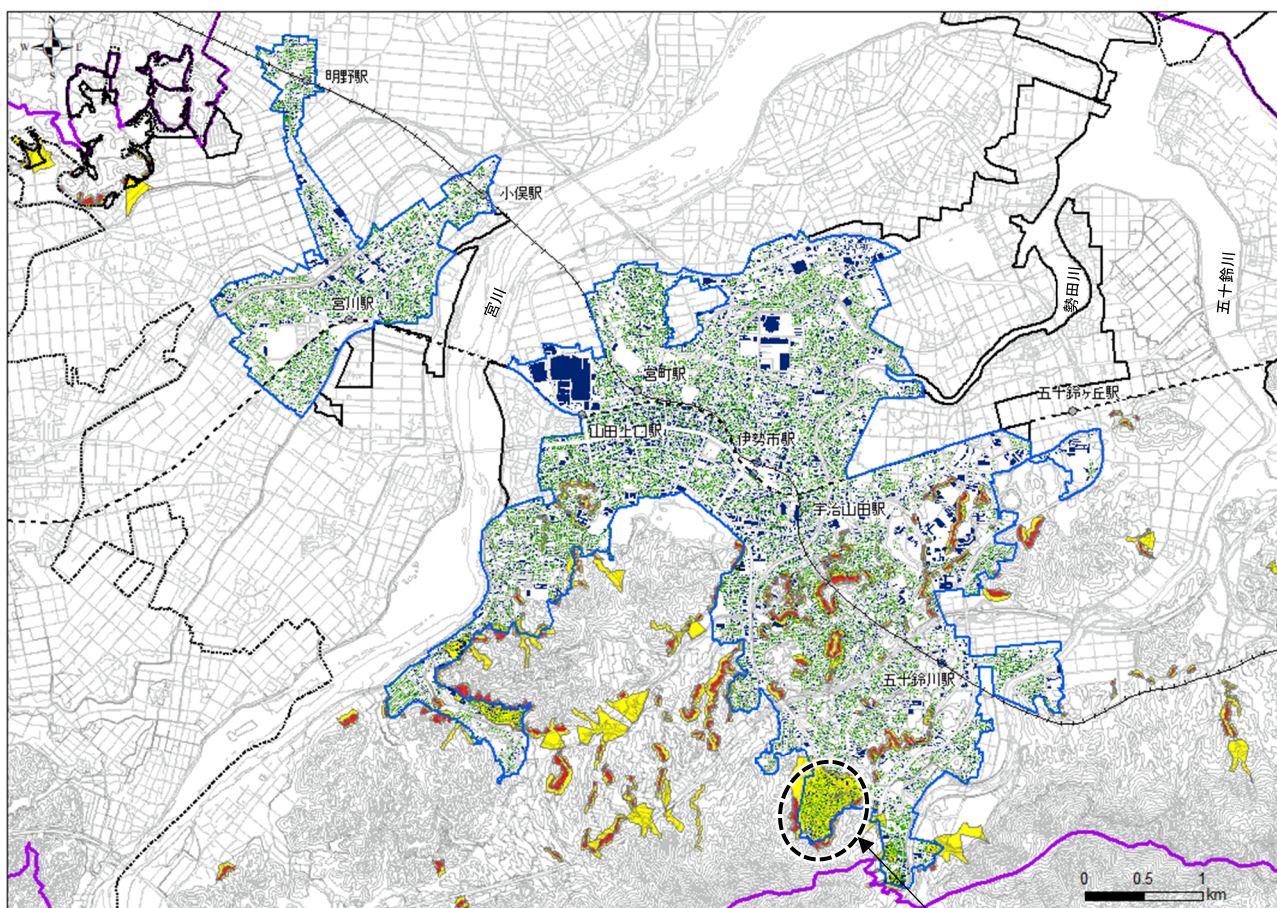 N
W E
S
明野駅
小俣駅
宮川駅
宮川
勢田川
五十鈴川
宮町駅
五十鈴ヶ丘駅
山田上口駅
伊勢市駅
宇治山田駅
五十鈴川駅
0 0.5 1
km